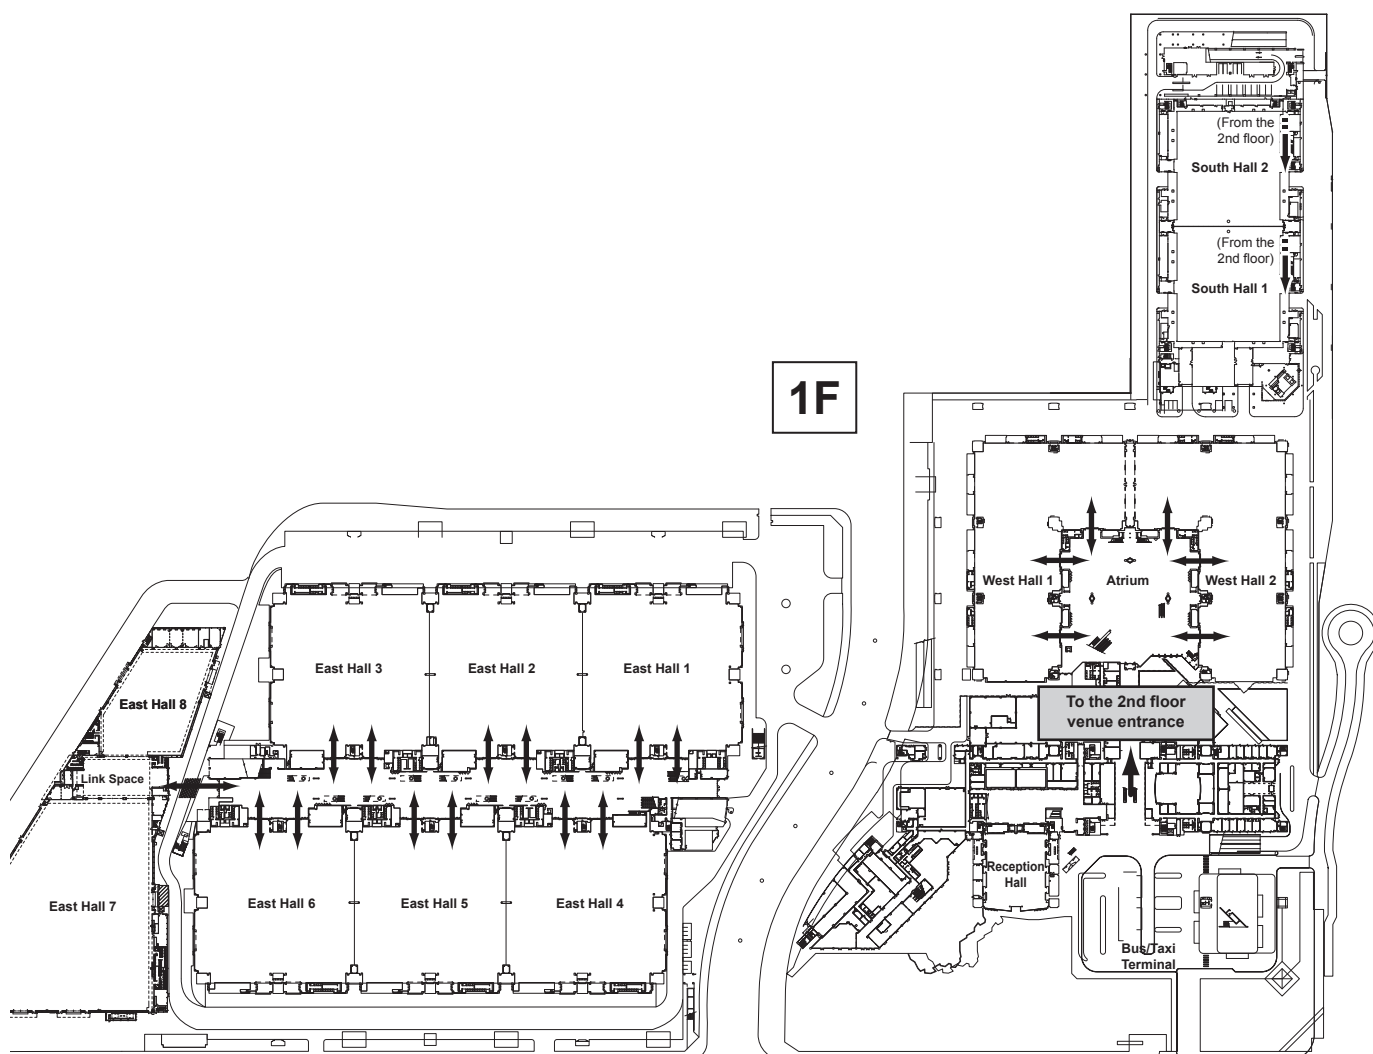 (From the
2nd floor)
South Hall 2
(From the
2nd floor)
South Hall 1
1F
West Hall 1
Atrium
West Hall 2
East Hall 3
East Hall 2
East Hall 1
East Hall 8
To the 2nd floor
venue entrance
Link Space
Reception
Hall
East Hall 7
East Hall 6
East Hall 5
East Hall 4
Bus/Taxi
Terminal